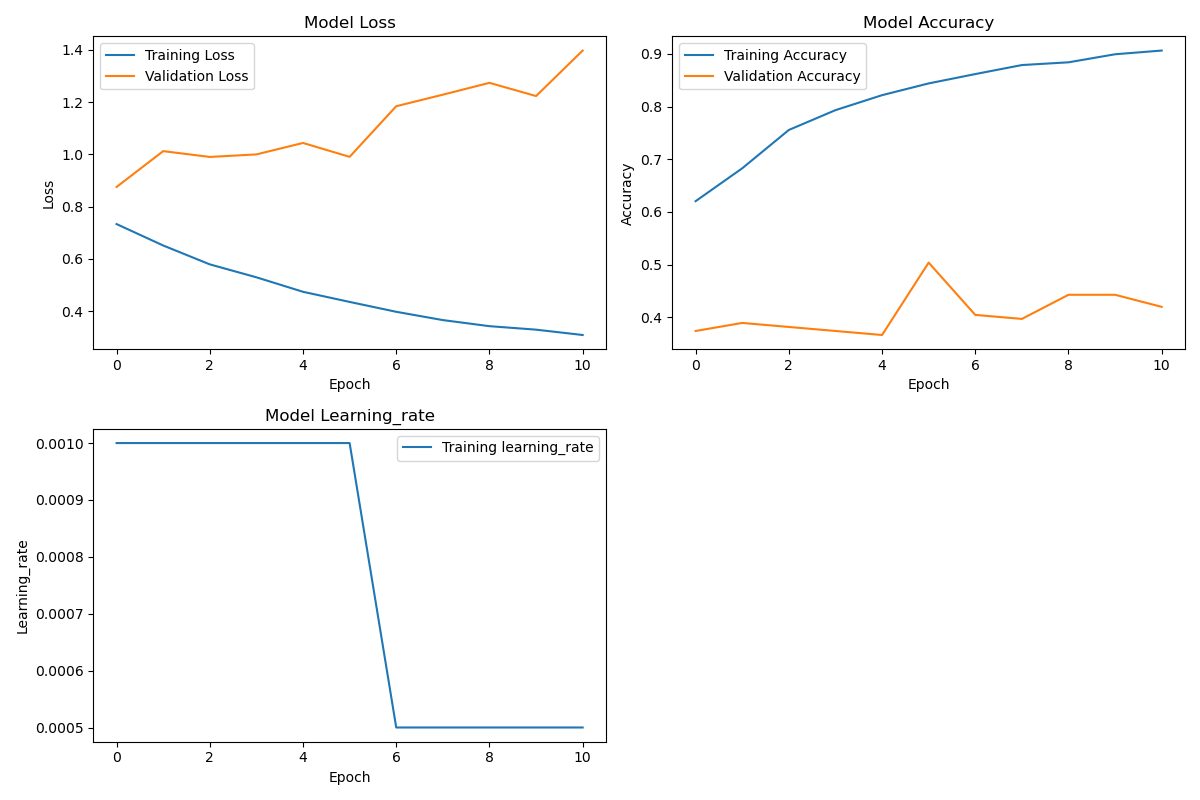 Model Loss
1.4
1.2
1.0
0.8
0.6
0.4
Loss
Training Loss
Validation Loss
0 2 4 6 8 10
Epoch
Model Accuracy
0.9
0.8
0.7
0.6
0.5
0.4
Accuracy
Training Accuracy
Validation Accuracy
0 2 4 6 8 10
Epoch
Model Learning_rate
0.0010
0.0009
0.0008
0.0007
0.0006
0.0005
Learning_rate
Training learning_rate
0 2 4 6 8 10
Epoch